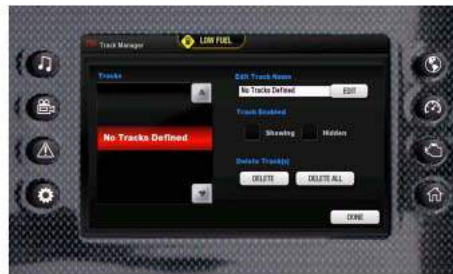 Track Manager
LOW FUEL
Tracks
No Tracks Defined
Edit Track Name
No Tracks Defined
EDIT
Track Enabled
Showing
Hidden
Delete Track(s)
DELETE
DELETE ALL
DONE